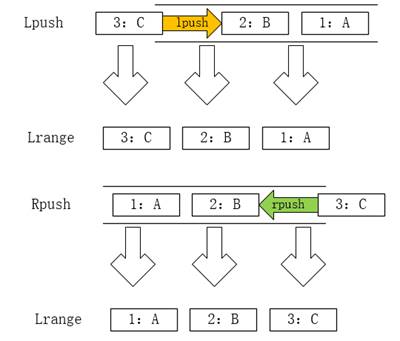 Lpush 3: C lpush 2: B 1: A
Lrange 3: C 2: B 1: A
Rpush 1: A 2: B rpush 3: C
Lrange 1: A 2: B 3: C